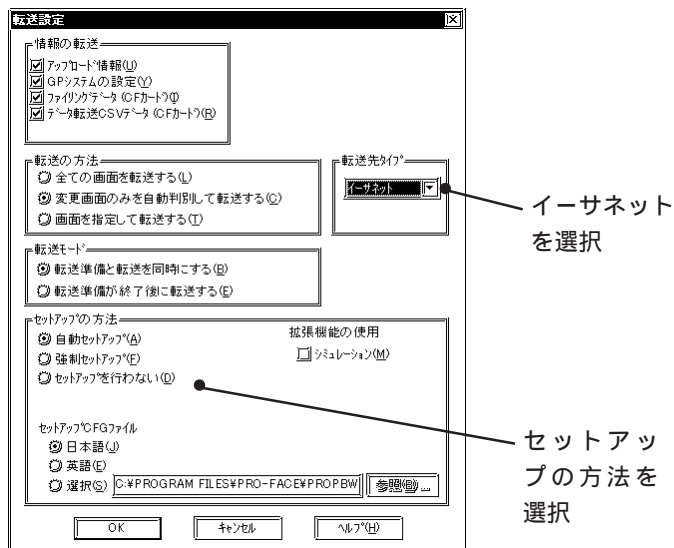 転送設定
情報の転送
アップロード情報(U)
GPシステムの設定(Y)
ファイリングデータ(CFカード)(I)
データ転送CSVデータ(CFカード)(R)
転送の方法
全ての画面を転送する(L)
変更画面のみを自動判別して転送する(C)
画面を指定して転送する(T)
転送先タイプ
イーサネット
イーサネット
を選択
転送モード
転送準備と転送を同時にする(B)
転送準備が終了後に転送する(E)
セットアップの方法
自動セットアップ(A)
強制セットアップ(F)
セットアップを行わない(D)
拡張機能の使用
シミュレーション(M)
セットアップCFGファイル
日本語(J)
英語(E)
選択(S) C:¥PROGRAM FILES¥PRO-FACE¥PROPBW 参照(B)...
セットアッ
プの方法を
選択
OK キャンセル ヘルプ(H)